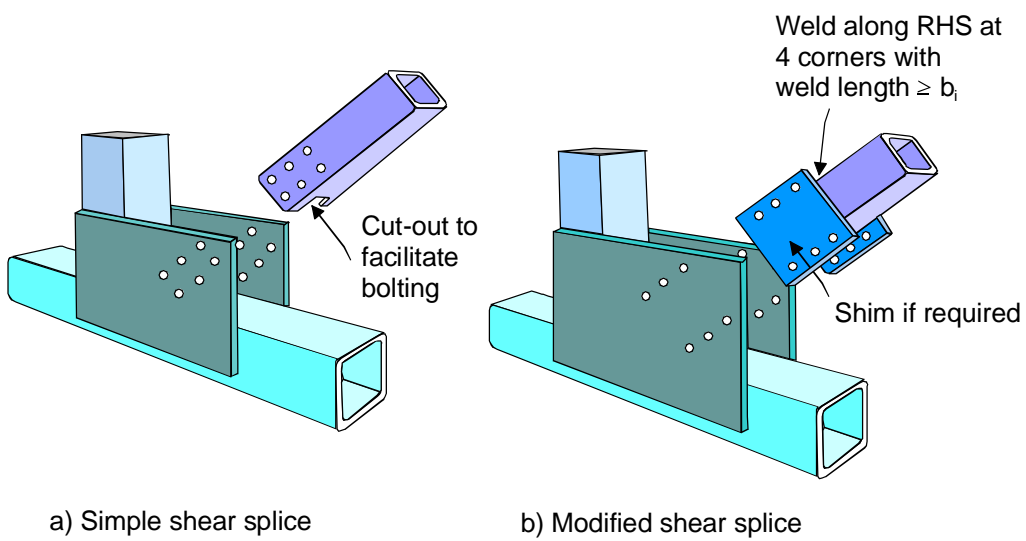 Weld along RHS at
4 corners with
weld length ≥ bᵢ
Cut-out to
facilitate
bolting
Shim if required
a) Simple shear splice
b) Modified shear splice